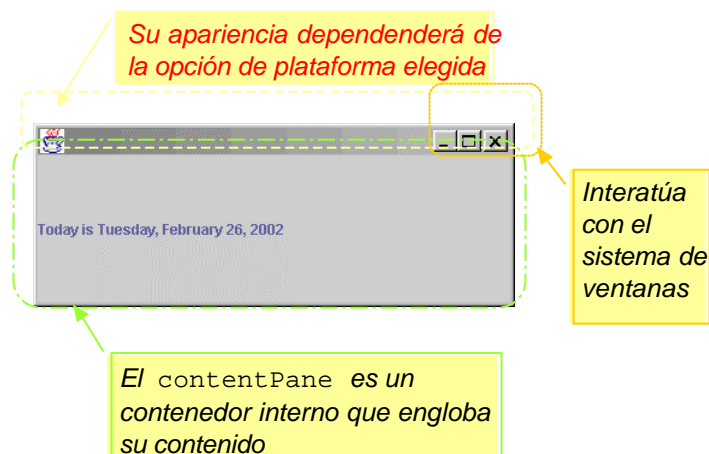 Su apariencia dependenderá de
la opción de plataforma elegida
Today is Tuesday, February 26, 2002
Interatúa
con el
sistema de
ventanas
El contentPane es un
contenedor interno que engloba
su contenido